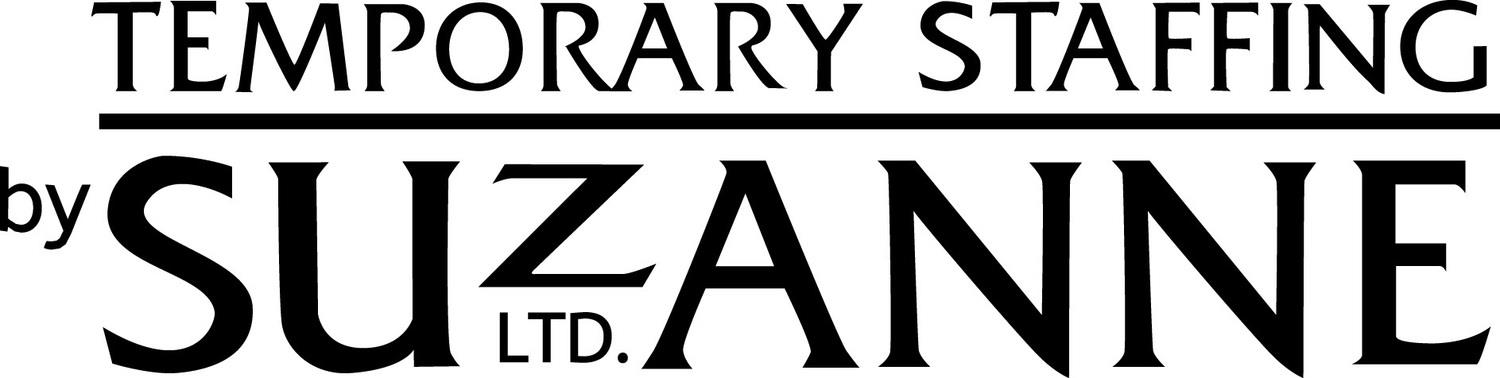 TEMPORARY STAFFING
by SUZANNE
LTD.